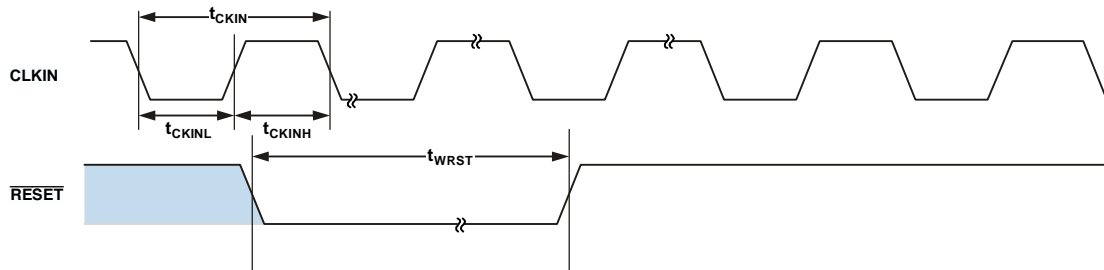 tCKIN
CLKIN
tCKINL
tCKINH
tWRST
RESET